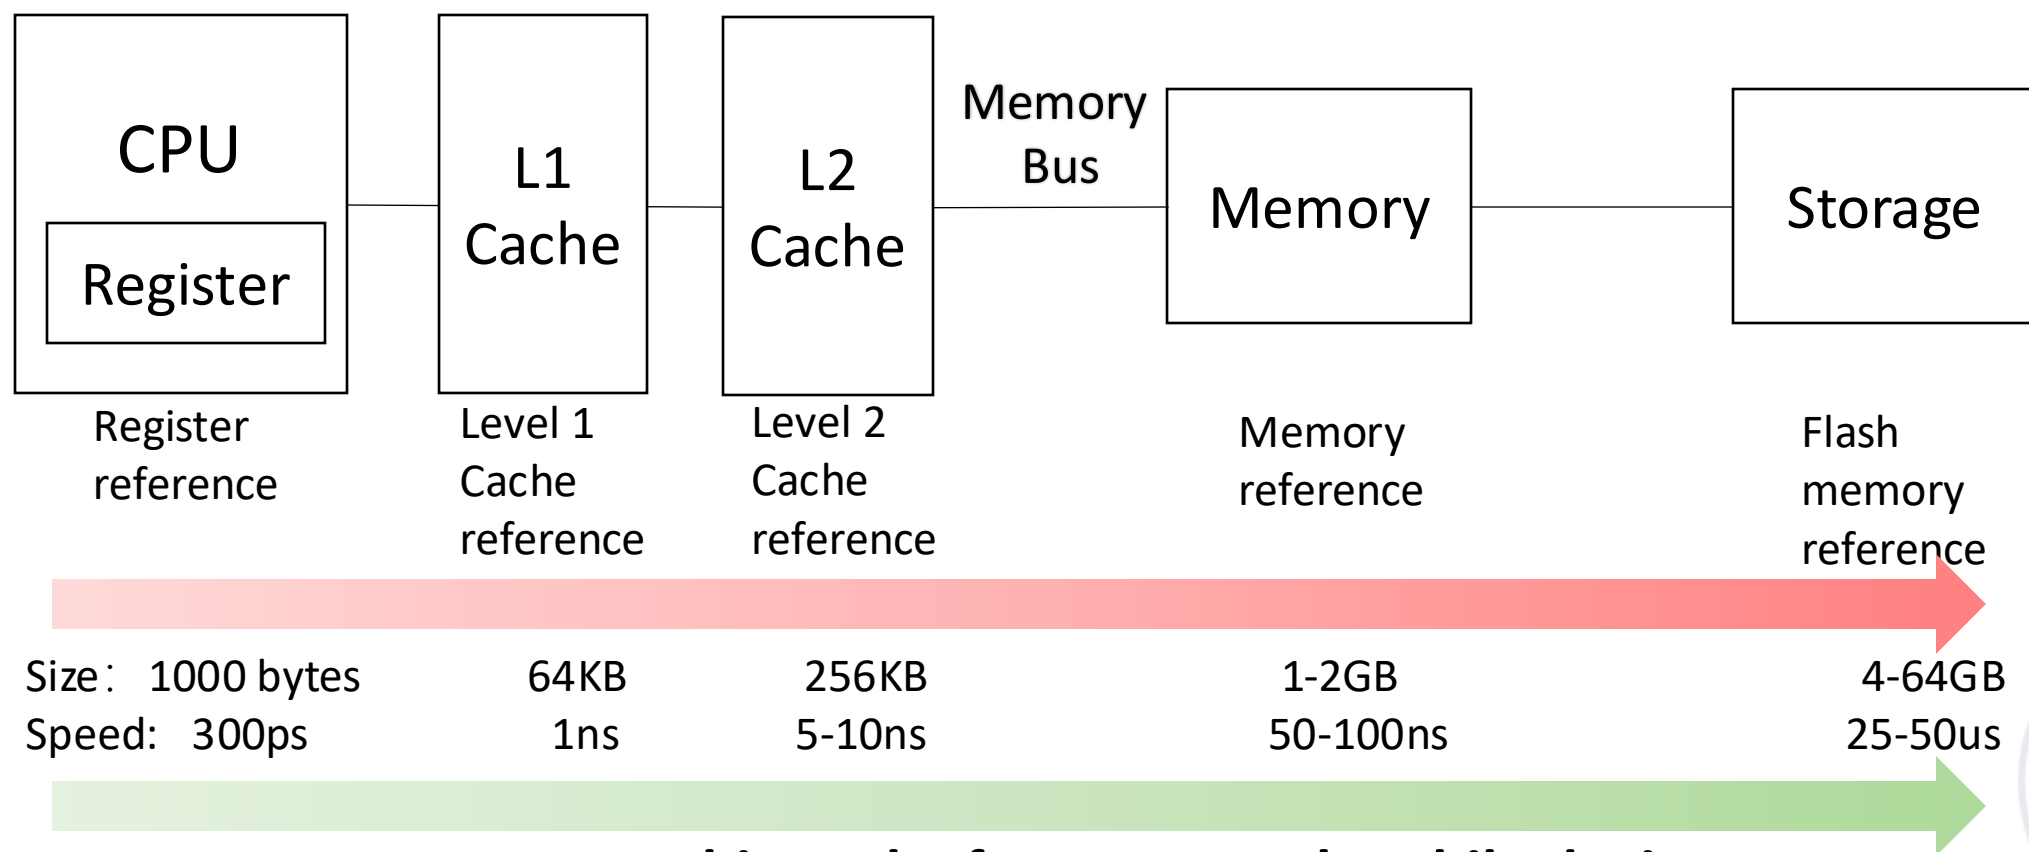 CPU
Register
L1
Cache
L2
Cache
Memory
Bus
Memory
Storage
Register
reference
Level 1
Cache
reference
Level 2
Cache
reference
Memory
reference
Flash
memory
reference
Size： 1000 bytes 64KB 256KB 1-2GB 4-64GB
Speed: 300ps 1ns 5-10ns 50-100ns 25-50us